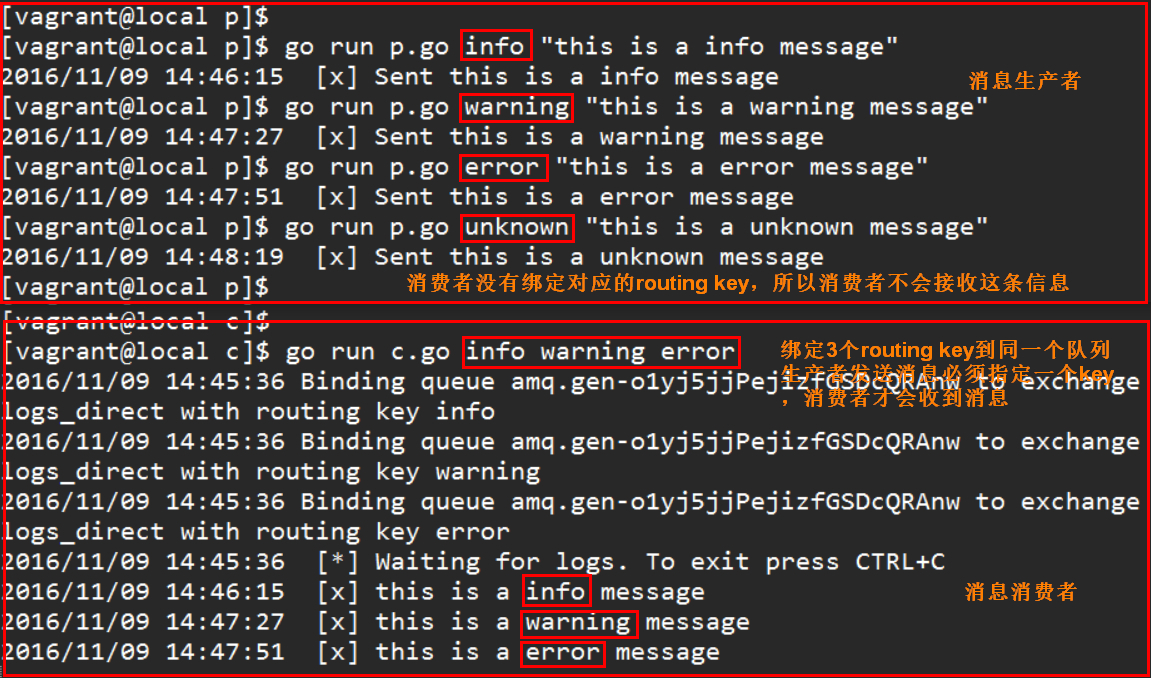 [vagrant@local p]$
[vagrant@local p]$ go run p.go info "this is a info message"
2016/11/09 14:46:15  [x] Sent this is a info message
消息生产者
[vagrant@local p]$ go run p.go warning "this is a warning message"
2016/11/09 14:47:27  [x] Sent this is a warning message
[vagrant@local p]$ go run p.go error "this is a error message"
2016/11/09 14:47:51  [x] Sent this is a error message
[vagrant@local p]$ go run p.go unknown "this is a unknown message"
2016/11/09 14:48:19  [x] Sent this is a unknown message
[vagrant@local p]$
消费者没有绑定对应的routing key，所以消费者不会接收这条信息
[vagrant@local c]$
[vagrant@local c]$ go run c.go info warning error
绑定3个routing key到同一个队列
生产者发送消息必须指定一个key
，消费者才会收到消息
2016/11/09 14:45:36 Binding queue amq.gen-o1yj5jjPejizfGSDcQRAnw to exchange
logs_direct with routing key info
2016/11/09 14:45:36 Binding queue amq.gen-o1yj5jjPejizfGSDcQRAnw to exchange
logs_direct with routing key warning
2016/11/09 14:45:36 Binding queue amq.gen-o1yj5jjPejizfGSDcQRAnw to exchange
logs_direct with routing key error
2016/11/09 14:45:36  [*] Waiting for logs. To exit press CTRL+C
2016/11/09 14:46:15  [x] this is a info message
消息消费者
2016/11/09 14:47:27  [x] this is a warning message
2016/11/09 14:47:51  [x] this is a error message